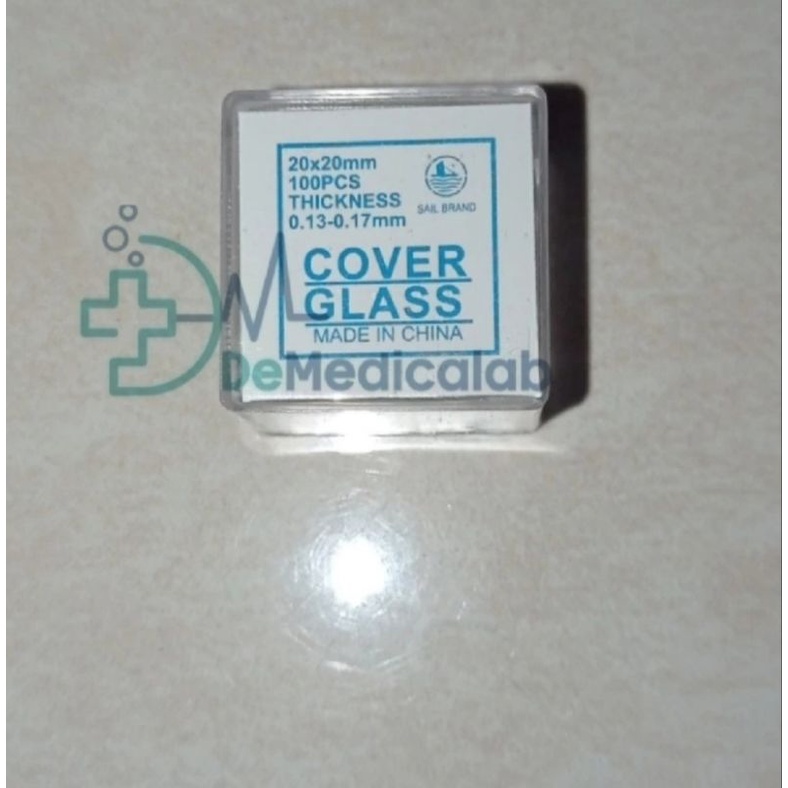 20x20mm
100PCS
THICKNESS
0.13-0.17mm
SAIL BRAND
COVER
GLASS
MADE IN CHINA
DeMedicalab